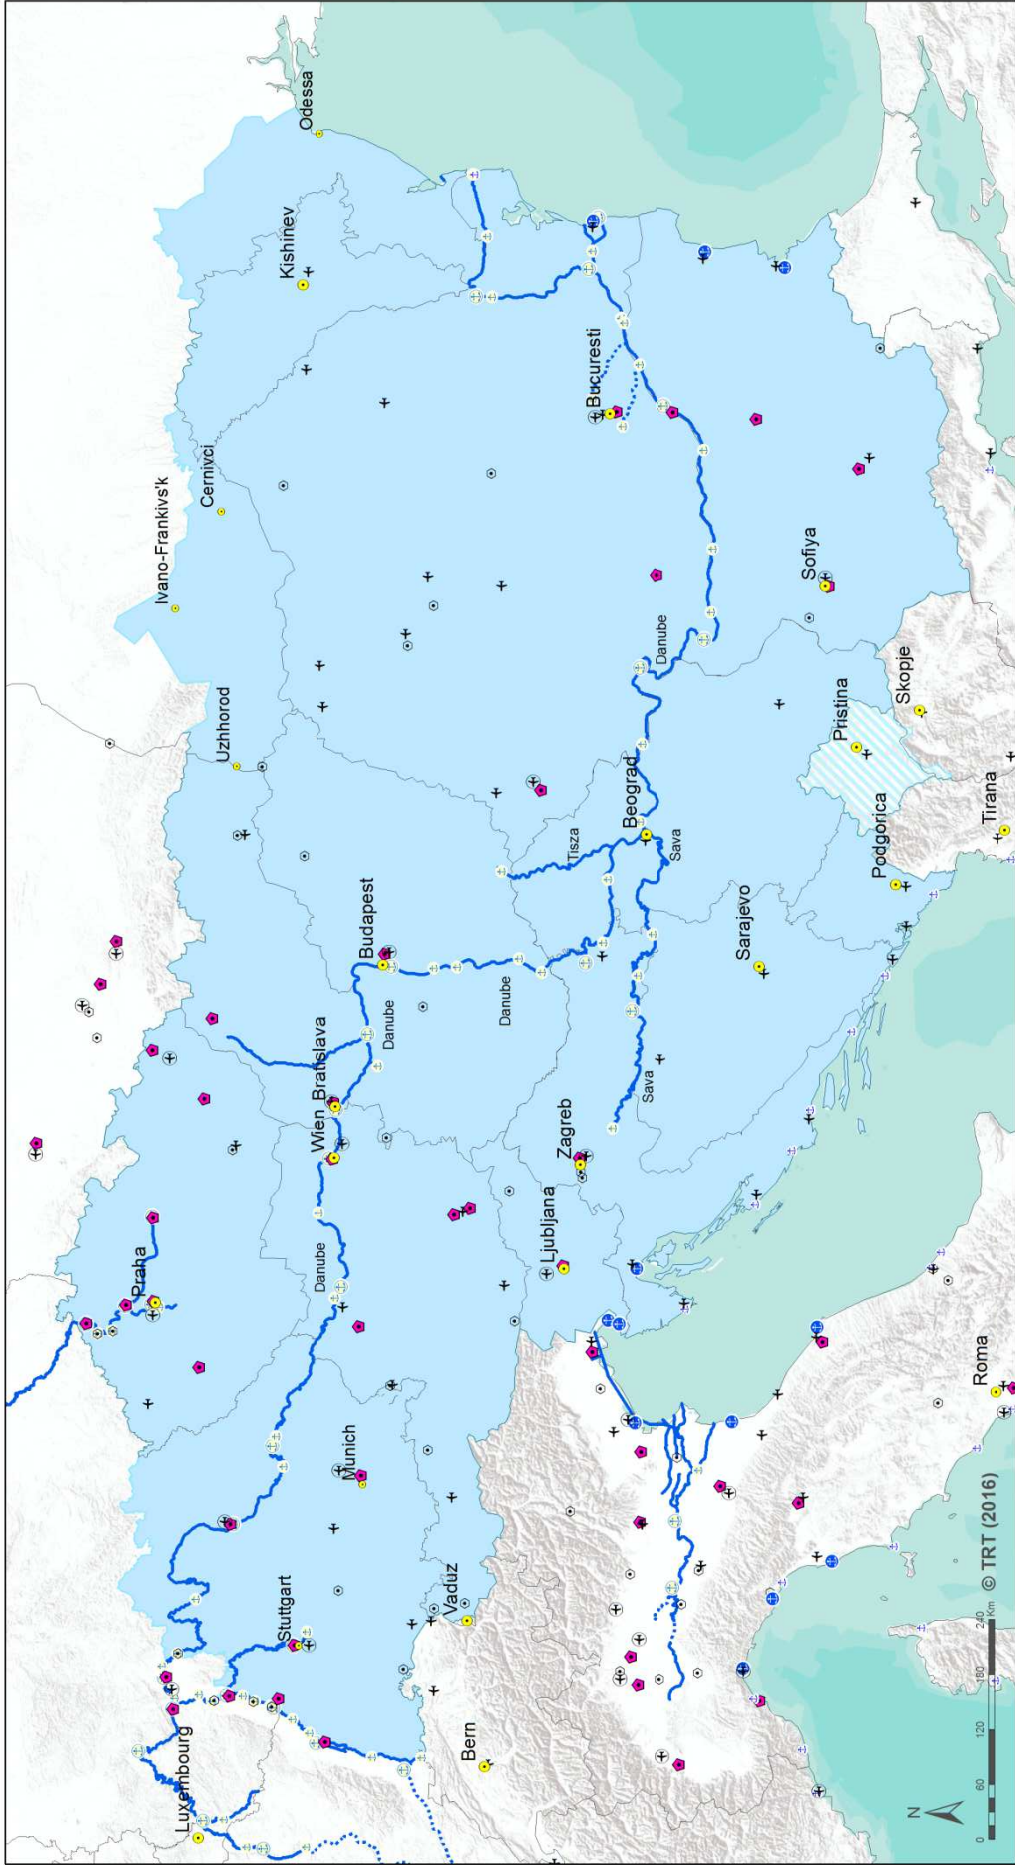 Odessa
Kishinev
Cernivci
Ivano-Frankivs'k
Uzhhorod
Bucuresti
Danube
Sofiya
Skopje
Pristina
Podgorica
Tirana
Beograd
Tisza
Sava
Sarajevo
Budapest
Danube
Danube
Sava
Zagreb
Ljubljana
Wien Bratislava
Danube
Praha
Munich
Stuttgart
Vaduz
Luxembourg
Bern
Roma
N
0 60 120 180 240
Km
© TRT (2016)